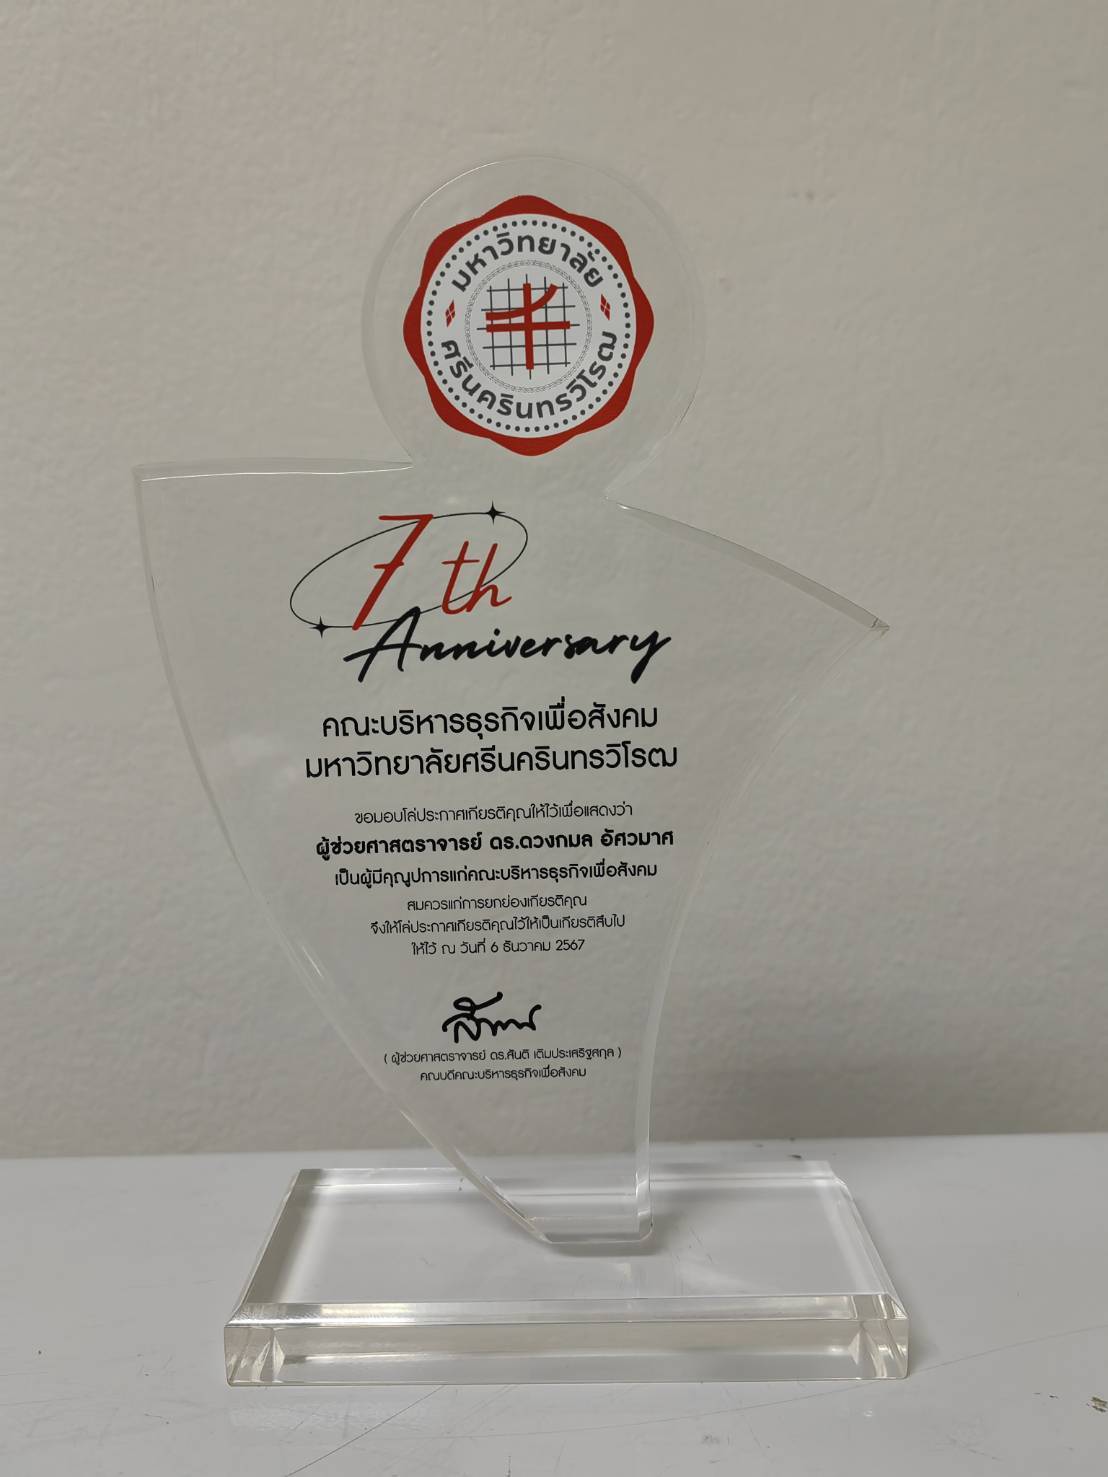 มหาวิทยาลัย
ศรีนครินทรวิโรฒ
7th
Anniversary
คณะบริหารธุรกิจเพื่อสังคม
มหาวิทยาลัยศรีนครินทรวิโรฒ
ขอมอบโล่ประกาศเกียรติคุณให้ไว้เพื่อแสดงว่า
ผู้ช่วยศาสตราจารย์ ดร.ดวงกมล อัศวมาศ
เป็นผู้มีคุณูปการแก่คณะบริหารธุรกิจเพื่อสังคม
สมควรแก่การยกย่องเกียรติคุณ
จึงให้โล่ประกาศเกียรติคุณไว้ให้เป็นเกียรติสืบไป
ให้ไว้ ณ วันที่ 6 ธันวาคม 2567
( ผู้ช่วยศาสตราจารย์ ดร.สันติ เติมประเสริฐสกุล )
คณบดีคณะบริหารธุรกิจเพื่อสังคม